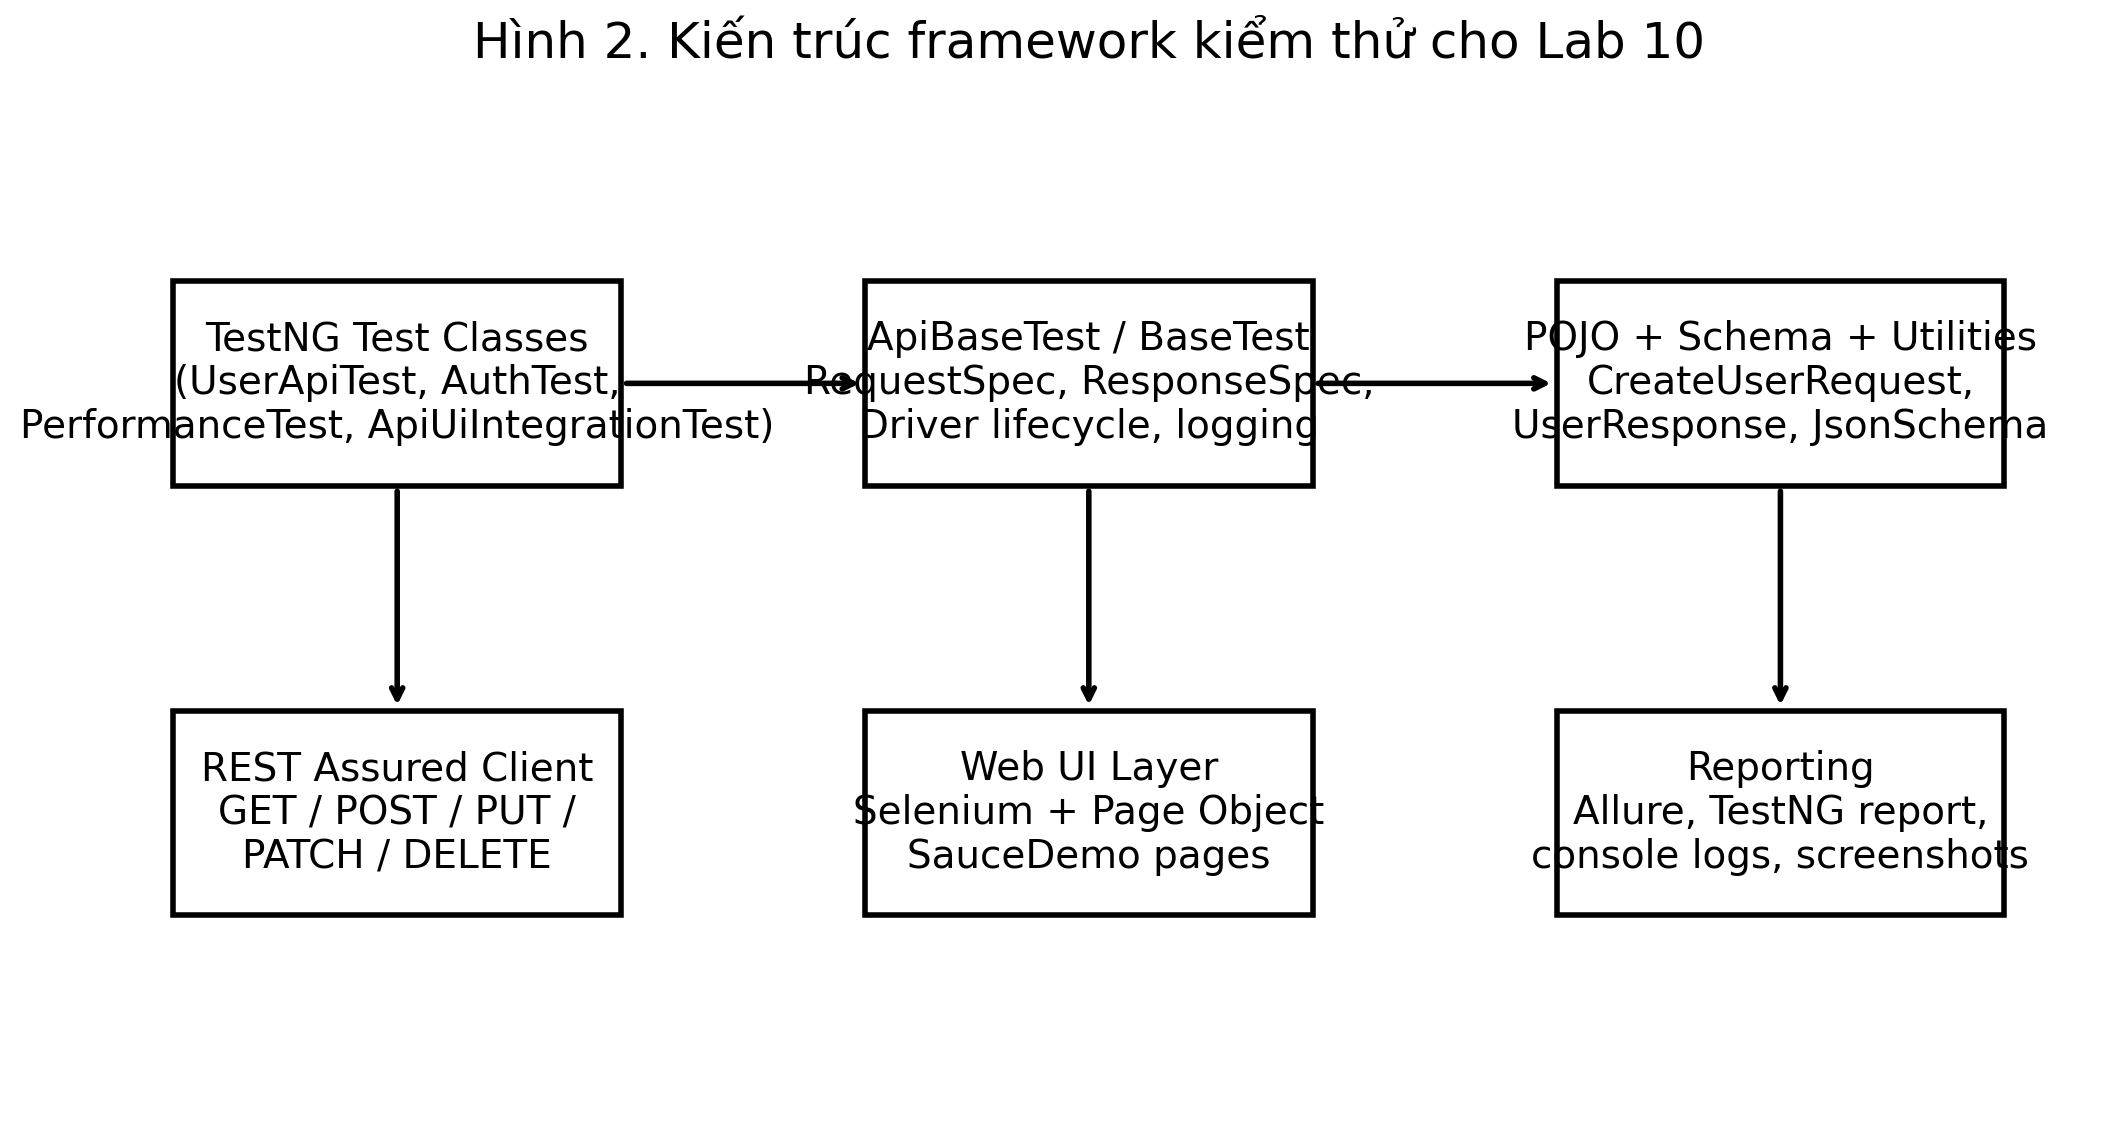 Hình 2. Kiến trúc framework kiểm thử cho Lab 10
TestNG Test Classes
(UserApiTest, AuthTest,
PerformanceTest, ApiUiIntegrationTest)
ApiBaseTest / BaseTest
RequestSpec, ResponseSpec,
Driver lifecycle, logging
POJO + Schema + Utilities
CreateUserRequest,
UserResponse, JsonSchema
REST Assured Client
GET / POST / PUT /
PATCH / DELETE
Web UI Layer
Selenium + Page Object
SauceDemo pages
Reporting
Allure, TestNG report,
console logs, screenshots